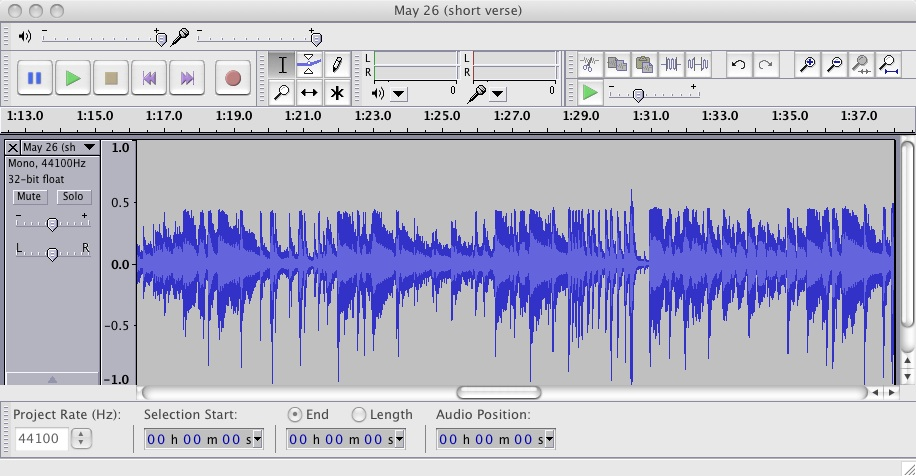 May 26 (short verse)
- +
- +
L
R
0
L
R
0
- +
1:13.0 1:15.0 1:17.0 1:19.0 1:21.0 1:23.0 1:25.0 1:27.0 1:29.0 1:31.0 1:33.0 1:35.0 1:37.0
X May 26 (sh
Mono, 44100Hz
32-bit float
Mute Solo
- +
L R
1.0
0.5
0.0
-0.5
-1.0
Project Rate (Hz): Selection Start: End Length Audio Position:
44100 00 h 00 m 00 s 00 h 00 m 00 s 00 h 00 m 00 s